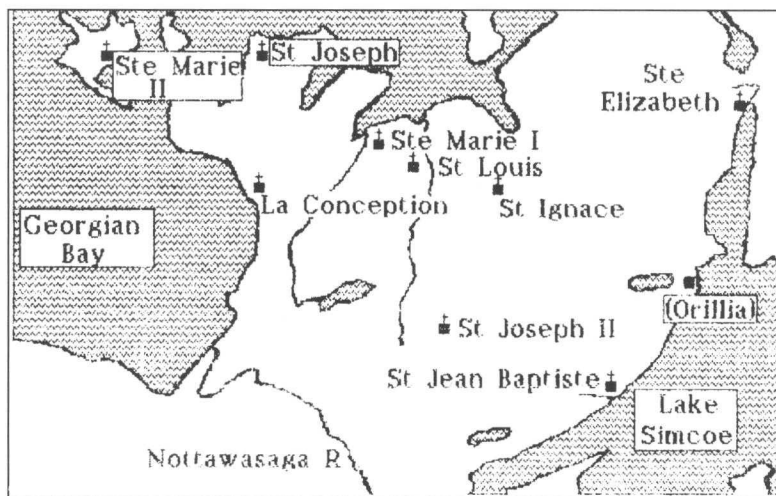 Ste Marie
II
St Joseph
Ste
Elizabeth
Ste Marie I
St Louis
La Conception
St Ignace
Georgian
Bay
(Orillia)
St Joseph II
St Jean Baptiste
Lake
Simcoe
Nottawasaga R